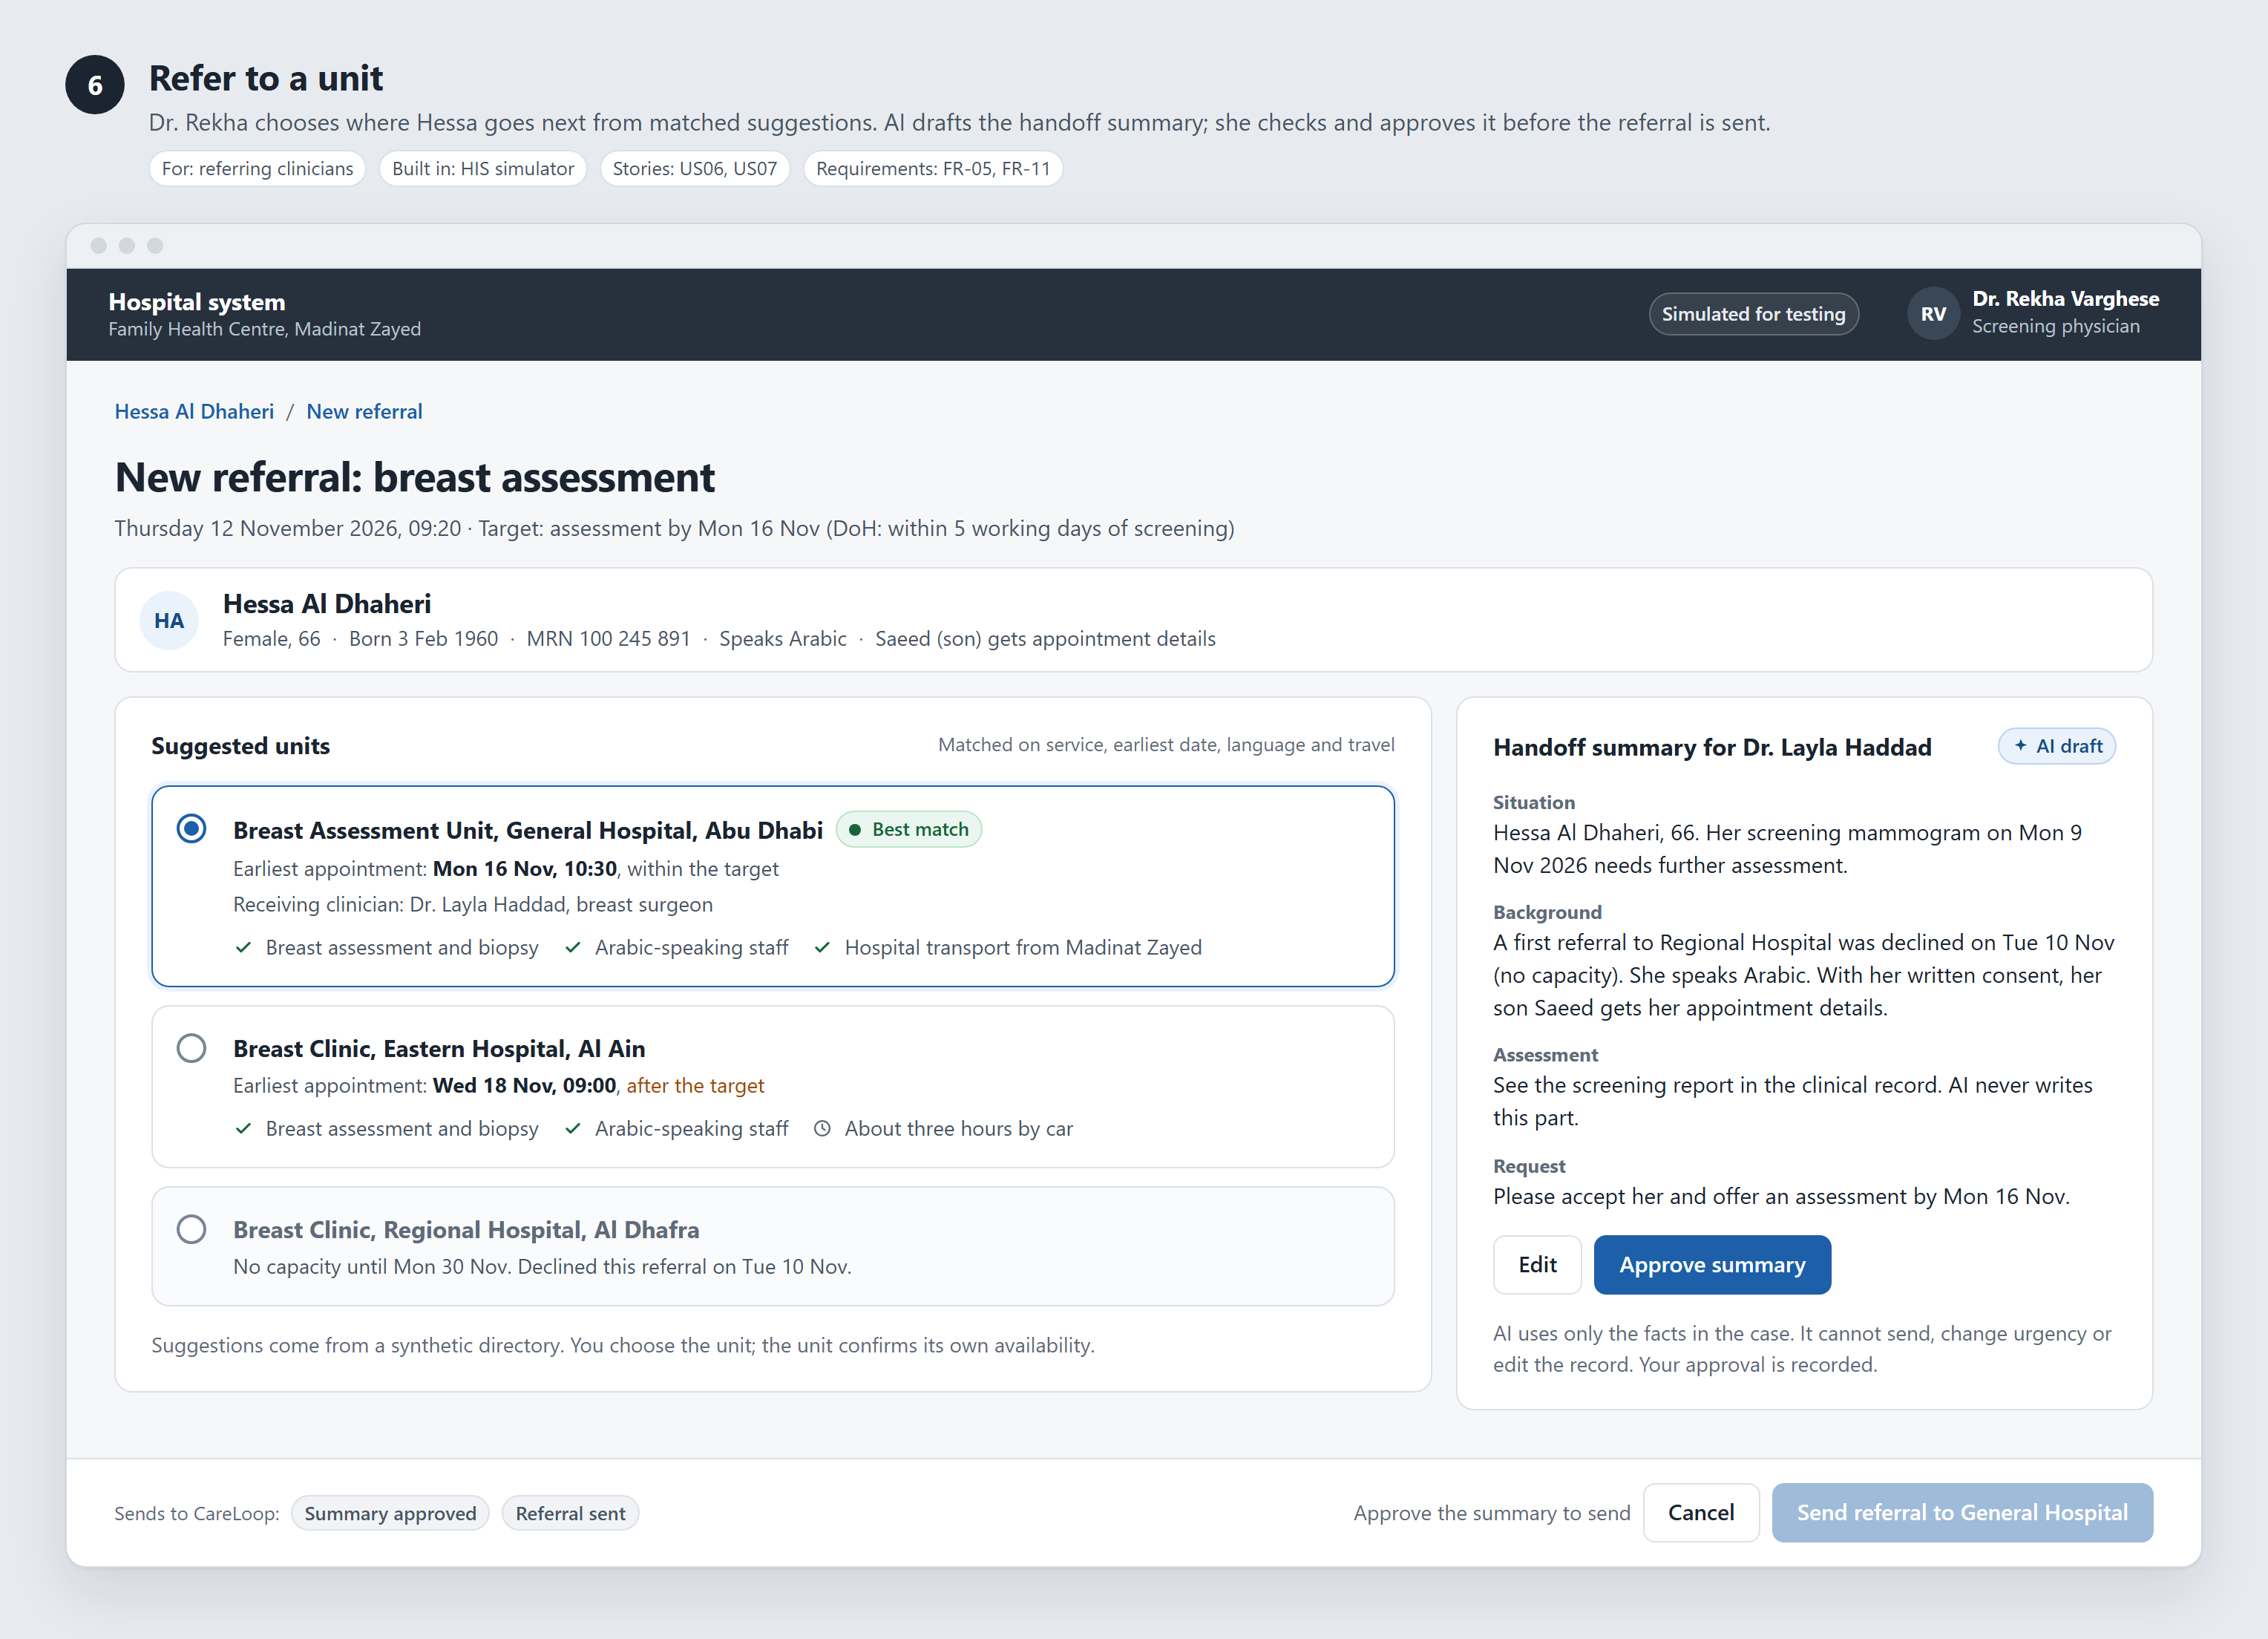 6
Refer to a unit
Dr. Rekha chooses where Hessa goes next from matched suggestions. AI drafts the handoff summary; she checks and approves it before the referral is sent.
For: referring clinicians
Built in: HIS simulator
Stories: US06, US07
Requirements: FR-05, FR-11
Hospital system
Family Health Centre, Madinat Zayed
Simulated for testing
RV
Dr. Rekha Varghese
Screening physician
Hessa Al Dhaheri / New referral
New referral: breast assessment
Thursday 12 November 2026, 09:20 · Target: assessment by Mon 16 Nov (DoH: within 5 working days of screening)
HA
Hessa Al Dhaheri
Female, 66 · Born 3 Feb 1960 · MRN 100 245 891 · Speaks Arabic · Saeed (son) gets appointment details
Suggested units
Matched on service, earliest date, language and travel
Breast Assessment Unit, General Hospital, Abu Dhabi
Best match
Earliest appointment: Mon 16 Nov, 10:30, within the target
Receiving clinician: Dr. Layla Haddad, breast surgeon
Breast assessment and biopsy
Arabic-speaking staff
Hospital transport from Madinat Zayed
Breast Clinic, Eastern Hospital, Al Ain
Earliest appointment: Wed 18 Nov, 09:00, after the target
Breast assessment and biopsy
Arabic-speaking staff
About three hours by car
Breast Clinic, Regional Hospital, Al Dhafra
No capacity until Mon 30 Nov. Declined this referral on Tue 10 Nov.
Suggestions come from a synthetic directory. You choose the unit; the unit confirms its own availability.
Handoff summary for Dr. Layla Haddad
AI draft
Situation
Hessa Al Dhaheri, 66. Her screening mammogram on Mon 9
Nov 2026 needs further assessment.
Background
A first referral to Regional Hospital was declined on Tue 10 Nov
(no capacity). She speaks Arabic. With her written consent, her
son Saeed gets her appointment details.
Assessment
See the screening report in the clinical record. AI never writes
this part.
Request
Please accept her and offer an assessment by Mon 16 Nov.
Edit
Approve summary
AI uses only the facts in the case. It cannot send, change urgency or
edit the record. Your approval is recorded.
Sends to CareLoop:
Summary approved
Referral sent
Approve the summary to send
Cancel
Send referral to General Hospital